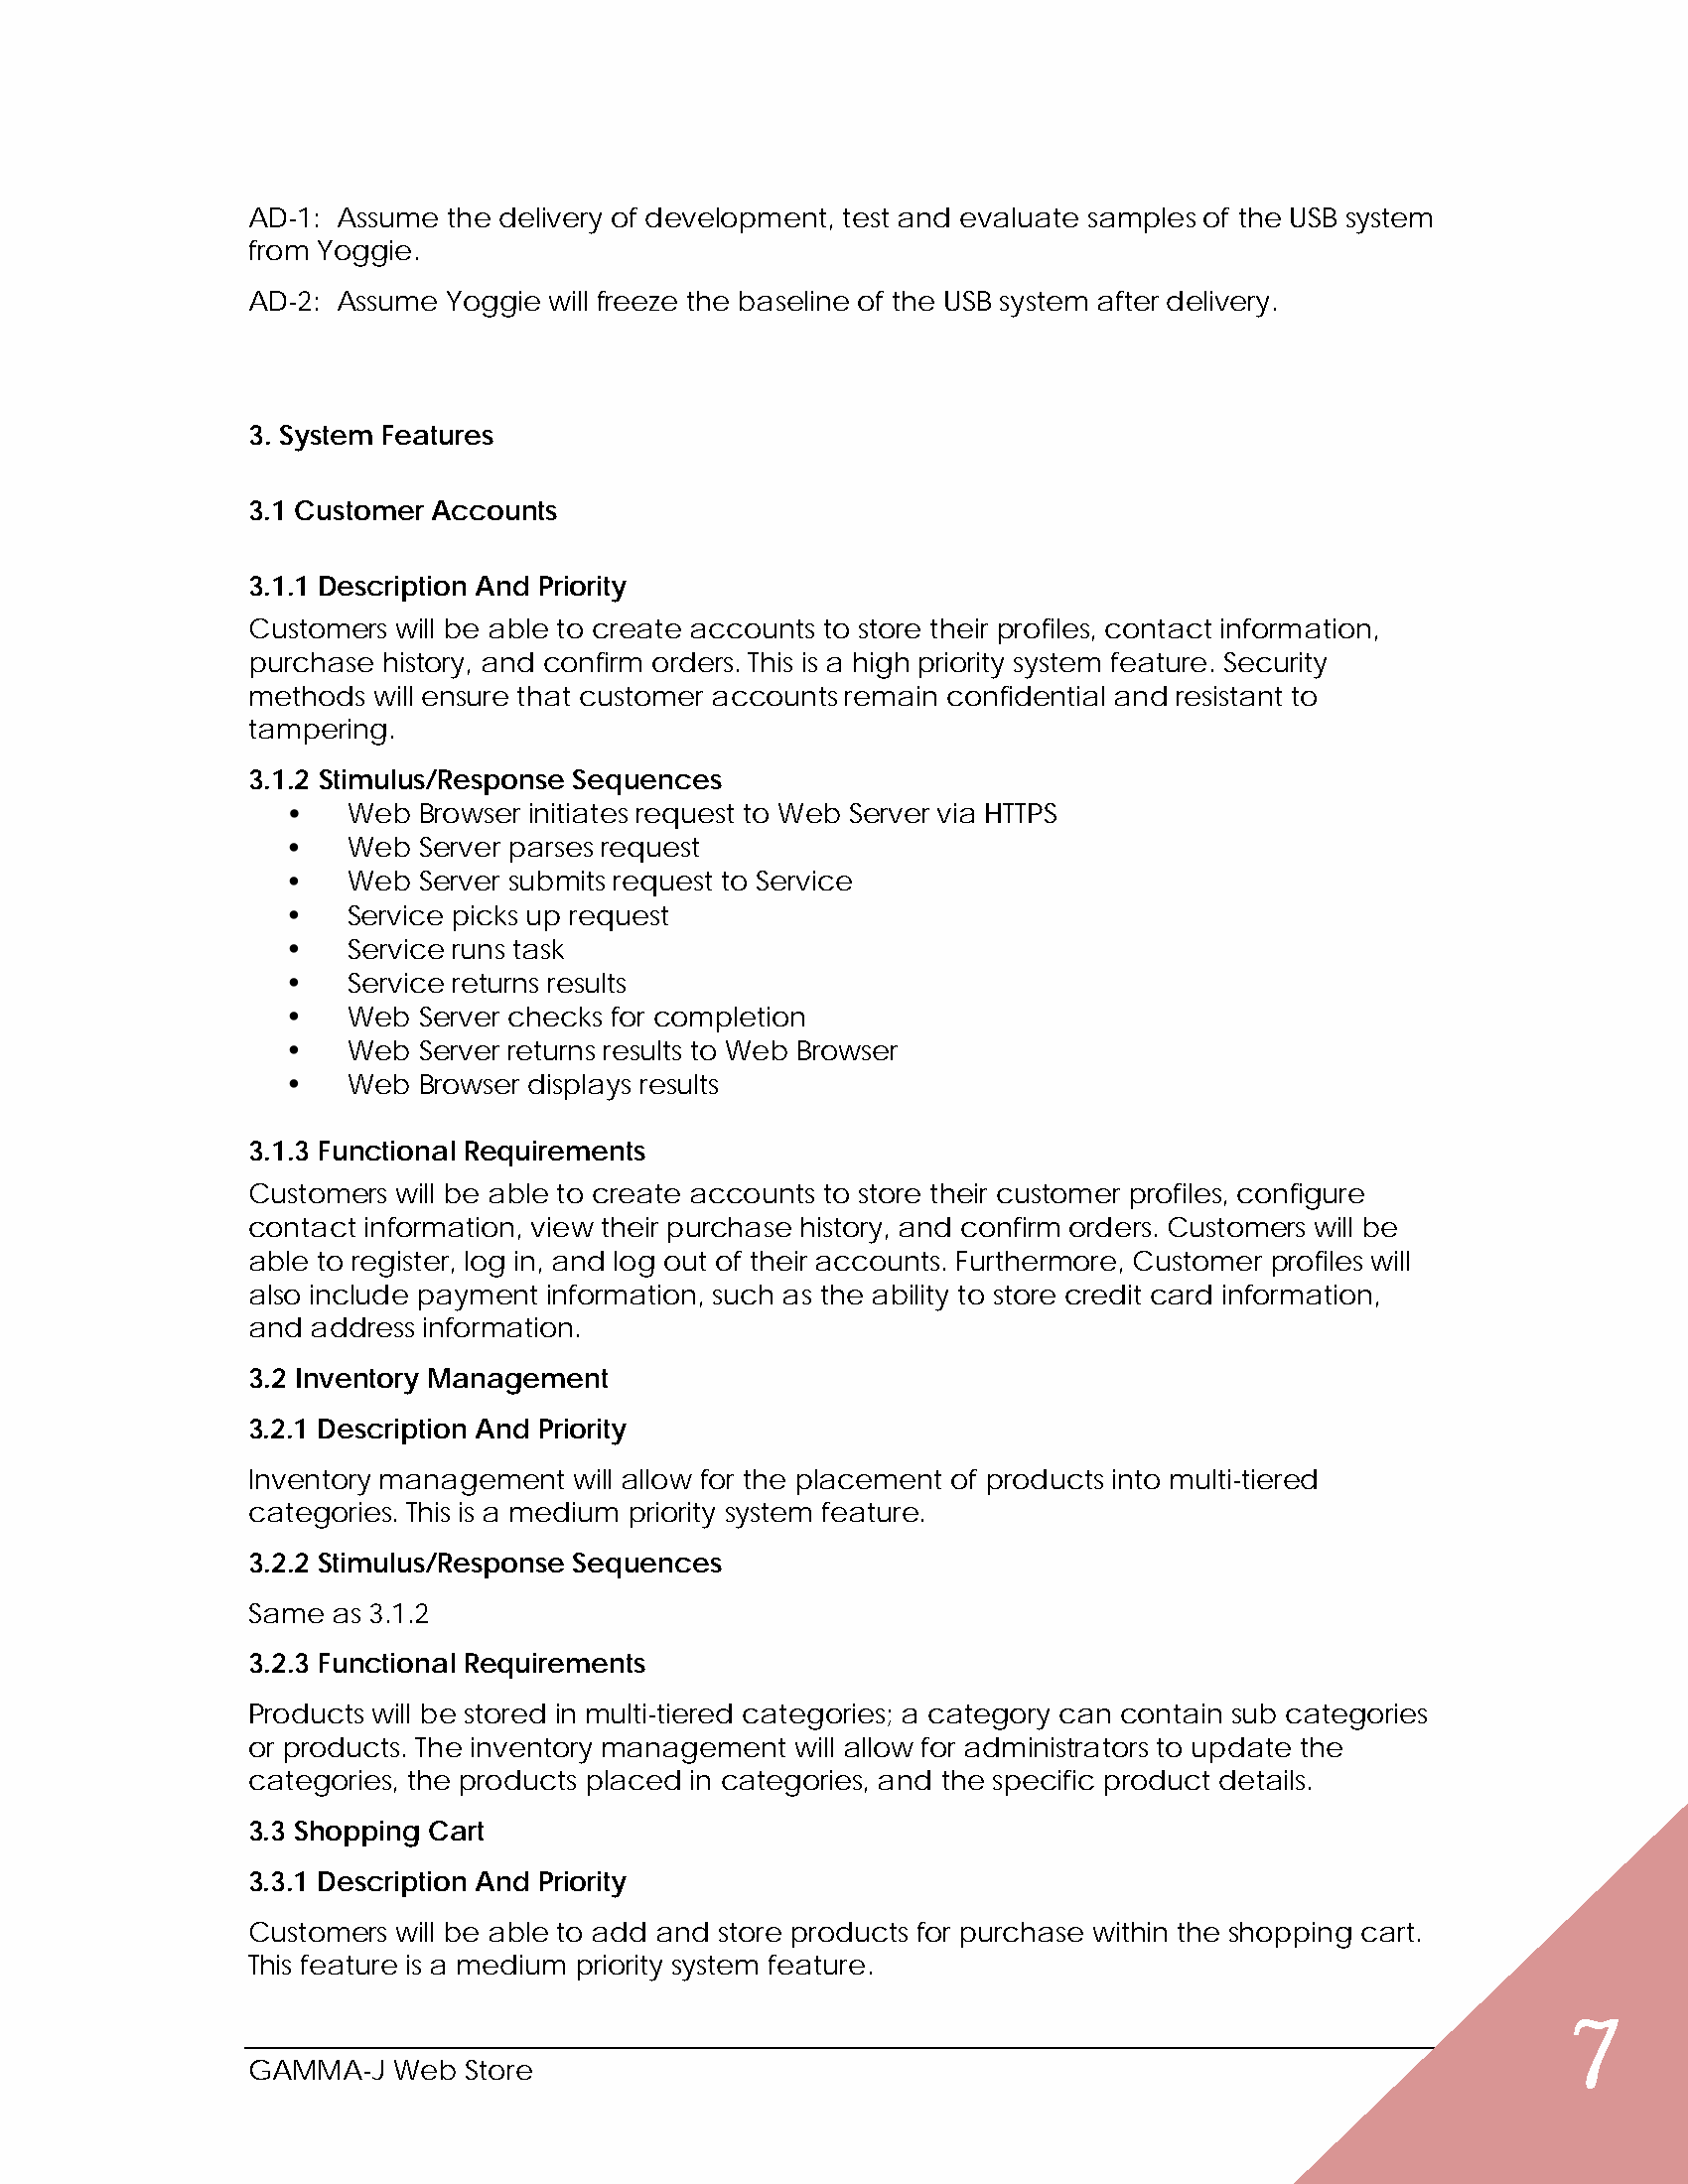 AD-1: Assume the delivery of development, test and evaluate samples of the USB system
from Yoggie.
AD-2: Assume Yoggie will freeze the baseline of the USB system after delivery.
3. System Features
3.1 Customer Accounts
3.1.1 Description And Priority
Customers will be able to create accounts to store their profiles, contact information,
purchase history, and confirm orders. This is a high priority system feature. Security
methods will ensure that customer accounts remain confidential and resistant to
tampering.
3.1.2 Stimulus/Response Sequences
• Web Browser initiates request to Web Server via HTTPS
• Web Server parses request
• Web Server submits request to Service
• Service picks up request
• Service runs task
• Service returns results
• Web Server checks for completion
• Web Server returns results to Web Browser
• Web Browser displays results
3.1.3 Functional Requirements
Customers will be able to create accounts to store their customer profiles, configure
contact information, view their purchase history, and confirm orders. Customers will be
able to register, log in, and log out of their accounts. Furthermore, Customer profiles will
also include payment information, such as the ability to store credit card information,
and address information.
3.2 Inventory Management
3.2.1 Description And Priority
Inventory management will allow for the placement of products into multi-tiered
categories. This is a medium priority system feature.
3.2.2 Stimulus/Response Sequences
Same as 3.1.2
3.2.3 Functional Requirements
Products will be stored in multi-tiered categories; a category can contain sub categories
or products. The inventory management will allow for administrators to update the
categories, the products placed in categories, and the specific product details.
3.3 Shopping Cart
3.3.1 Description And Priority
Customers will be able to add and store products for purchase within the shopping cart.
This feature is a medium priority system feature.
GAMMA-J Web Store
7